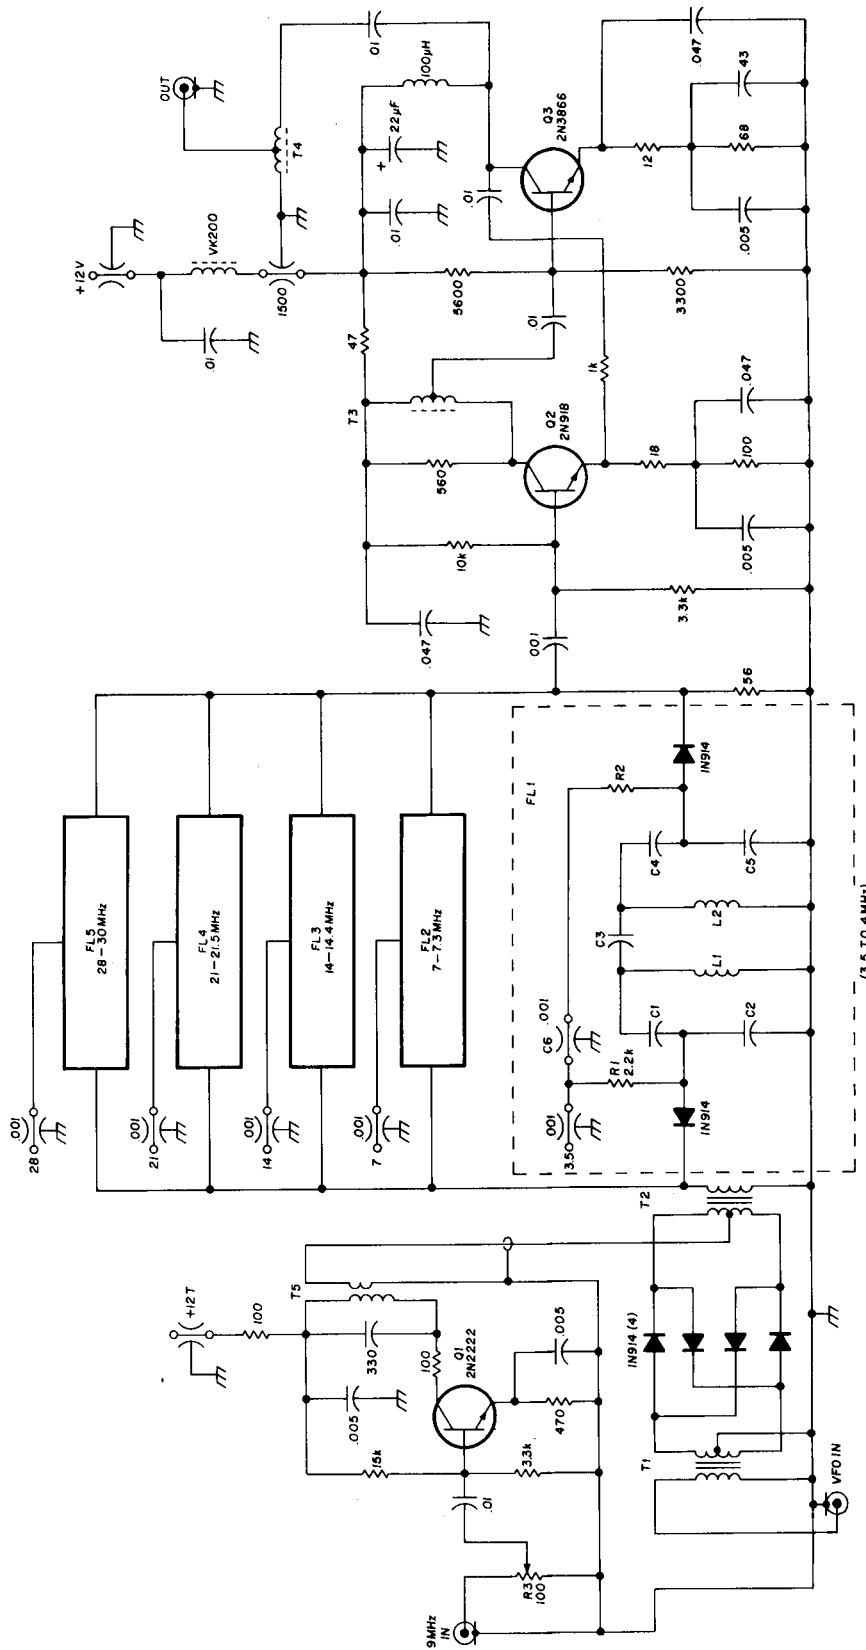 9MHz
IN
R3
100
.01
15k
3.3k
.005
+12T
100
330
100
Q1
2N2222
470
.005
T5
T1
VFO IN
1N914 (4)
T2
28
.001
FL5
28-30MHz
21
.001
FL4
21-21.5MHz
14
.001
FL3
14-14.4MHz
7
.001
FL2
7-7.3MHz
FL1
3.5
.001
R1
2.2k
C6
.001
1N914
C1
C2
L1
C3
L2
C4
C5
R2
1N914
(3.5 TO 4MHz)
56
.001
.047
10k
3.3k
560
T3
Q2
2N918
18
.005
100
.047
47
.01
1k
+12V
.01
VK200
1500
5600
3300
.01
+
22µF
100µH
.01
Q3
2N3866
12
.005
68
.43
.047
OUT
T4
.01